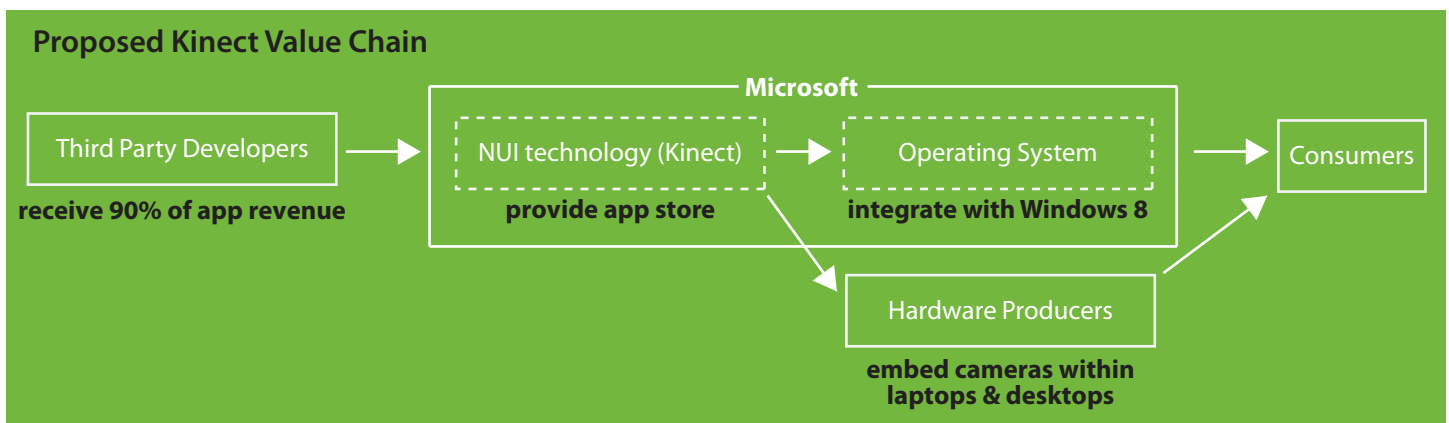 Proposed Kinect Value Chain
Microsoft
Third Party Developers
receive 90% of app revenue
NUI technology (Kinect)
provide app store
Operating System
integrate with Windows 8
Consumers
Hardware Producers
embed cameras within
laptops & desktops